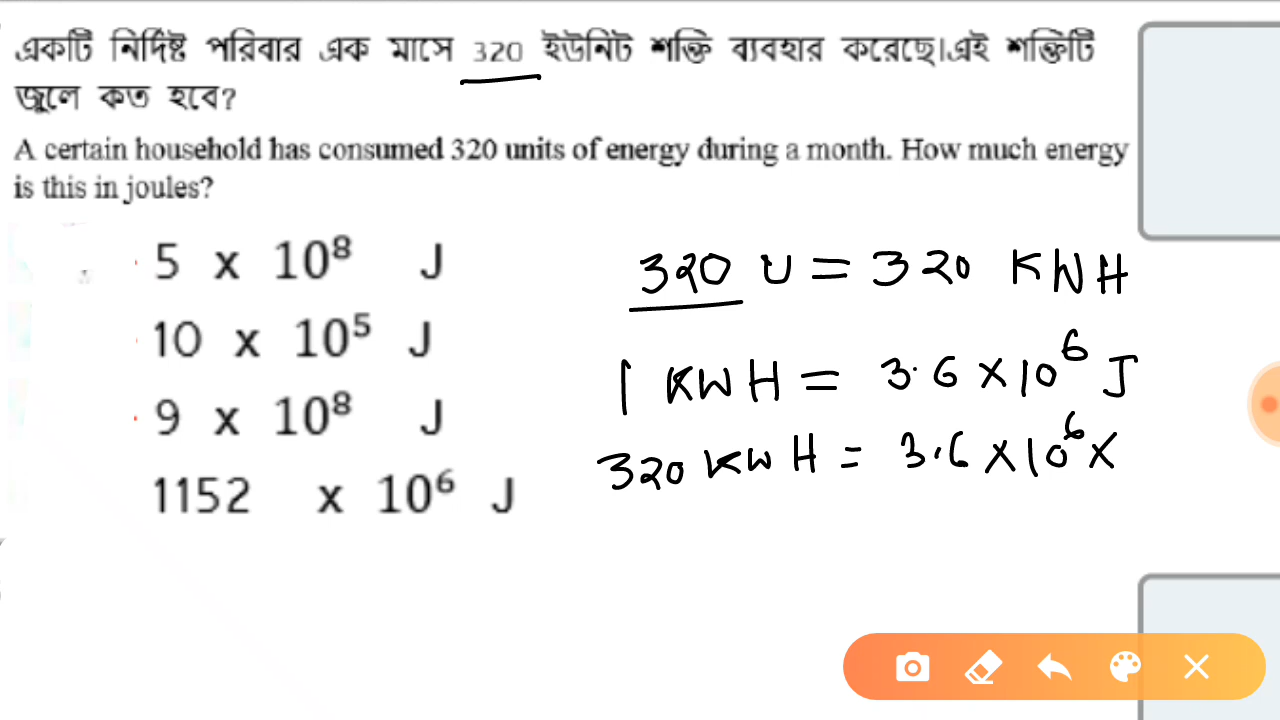 একটি নির্দিষ্ট পরিবার এক মাসে 320 ইউনিট শক্তি ব্যবহার করেছে।এই শক্তিটি
জুলে কত হবে?
A certain household has consumed 320 units of energy during a month. How much energy
is this in joules?
5 x 10⁸ J
10 x 10⁵ J
9 x 10⁸ J
1152 x 10⁶ J
320 U = 320 KWH
1 KWH = 3.6 X 10⁶ J
320 KWH = 3.6 X 10⁶ X